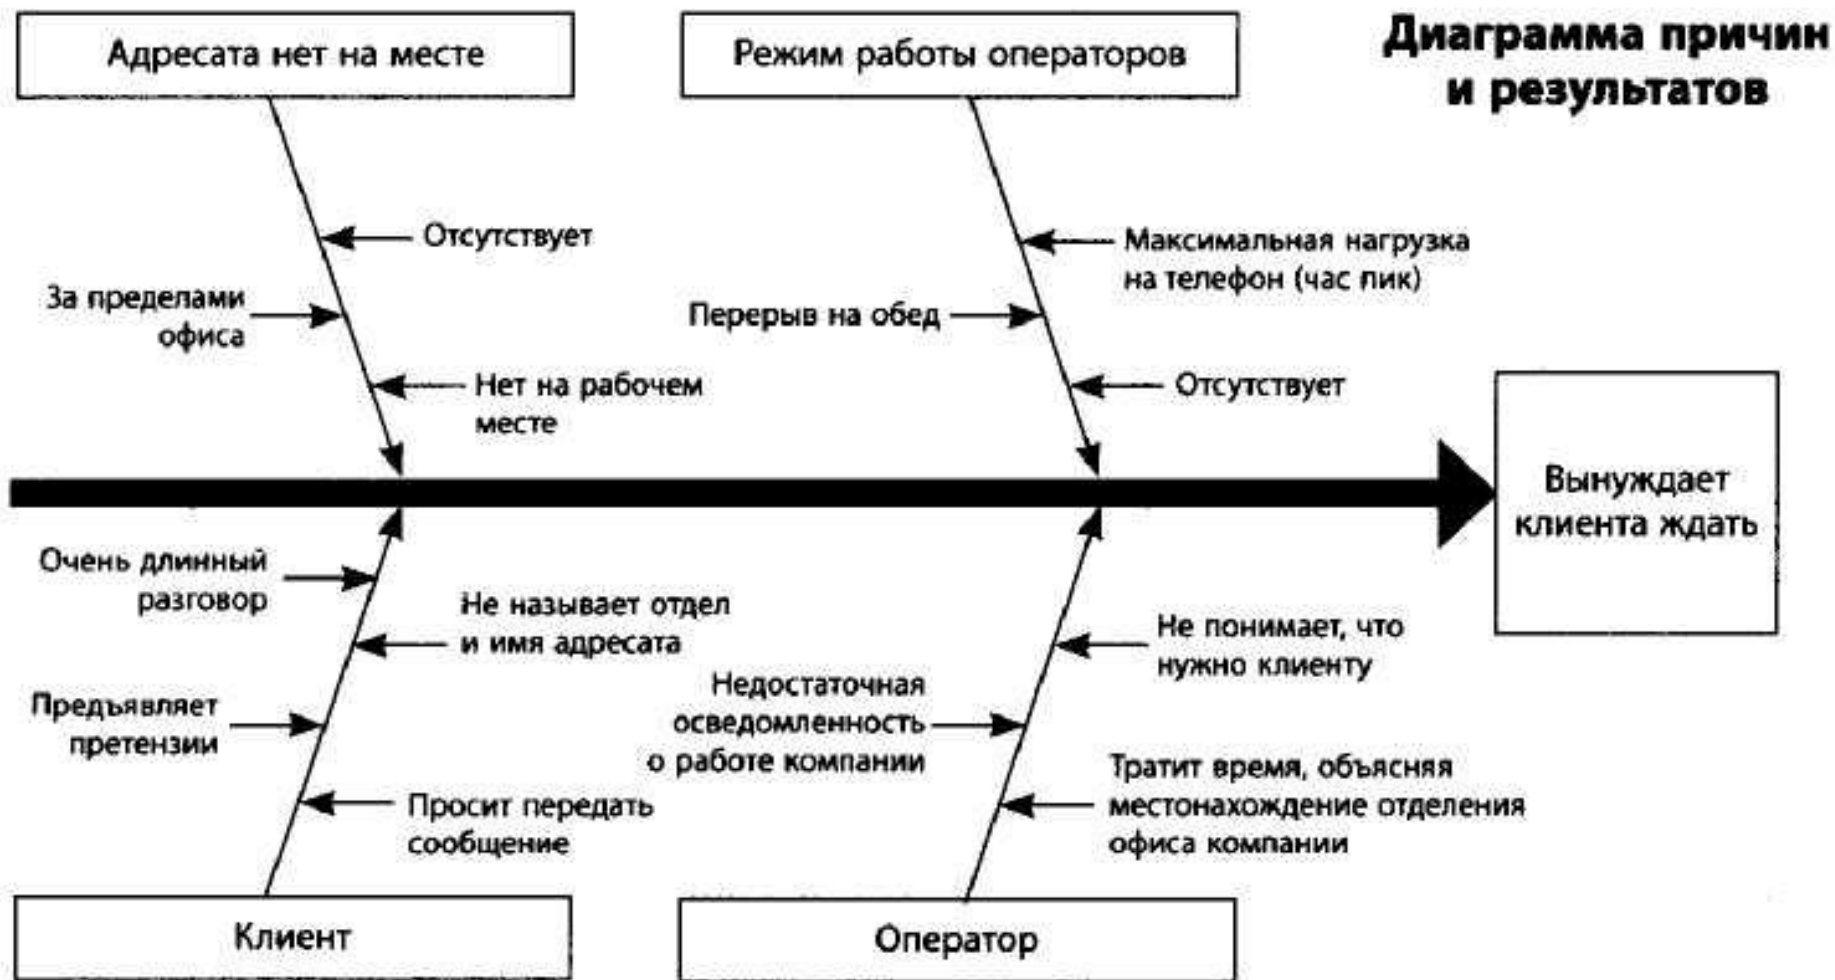 Диаграмма причин
и результатов
Адресата нет на месте
Отсутствует
За пределами
офиса
Нет на рабочем
месте
Режим работы операторов
Максимальная нагрузка
на телефон (час пик)
Перерыв на обед
Отсутствует
Вынуждает
клиента ждать
Очень длинный
разговор
Не называет отдел
и имя адресата
Предъявляет
претензии
Просит передать
сообщение
Клиент
Не понимает, что
нужно клиенту
Недостаточная
осведомленность
о работе компании
Тратит время, объясняя
местонахождение отделения
офиса компании
Оператор